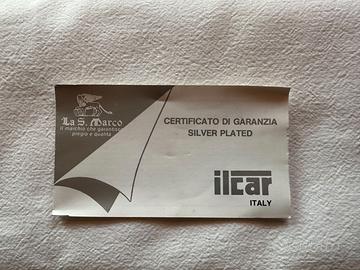 La S. Marco
Il marchio che garantisce
pregio e qualità
CERTIFICATO DI GARANZIA
SILVER PLATED
ilcar
ITALY